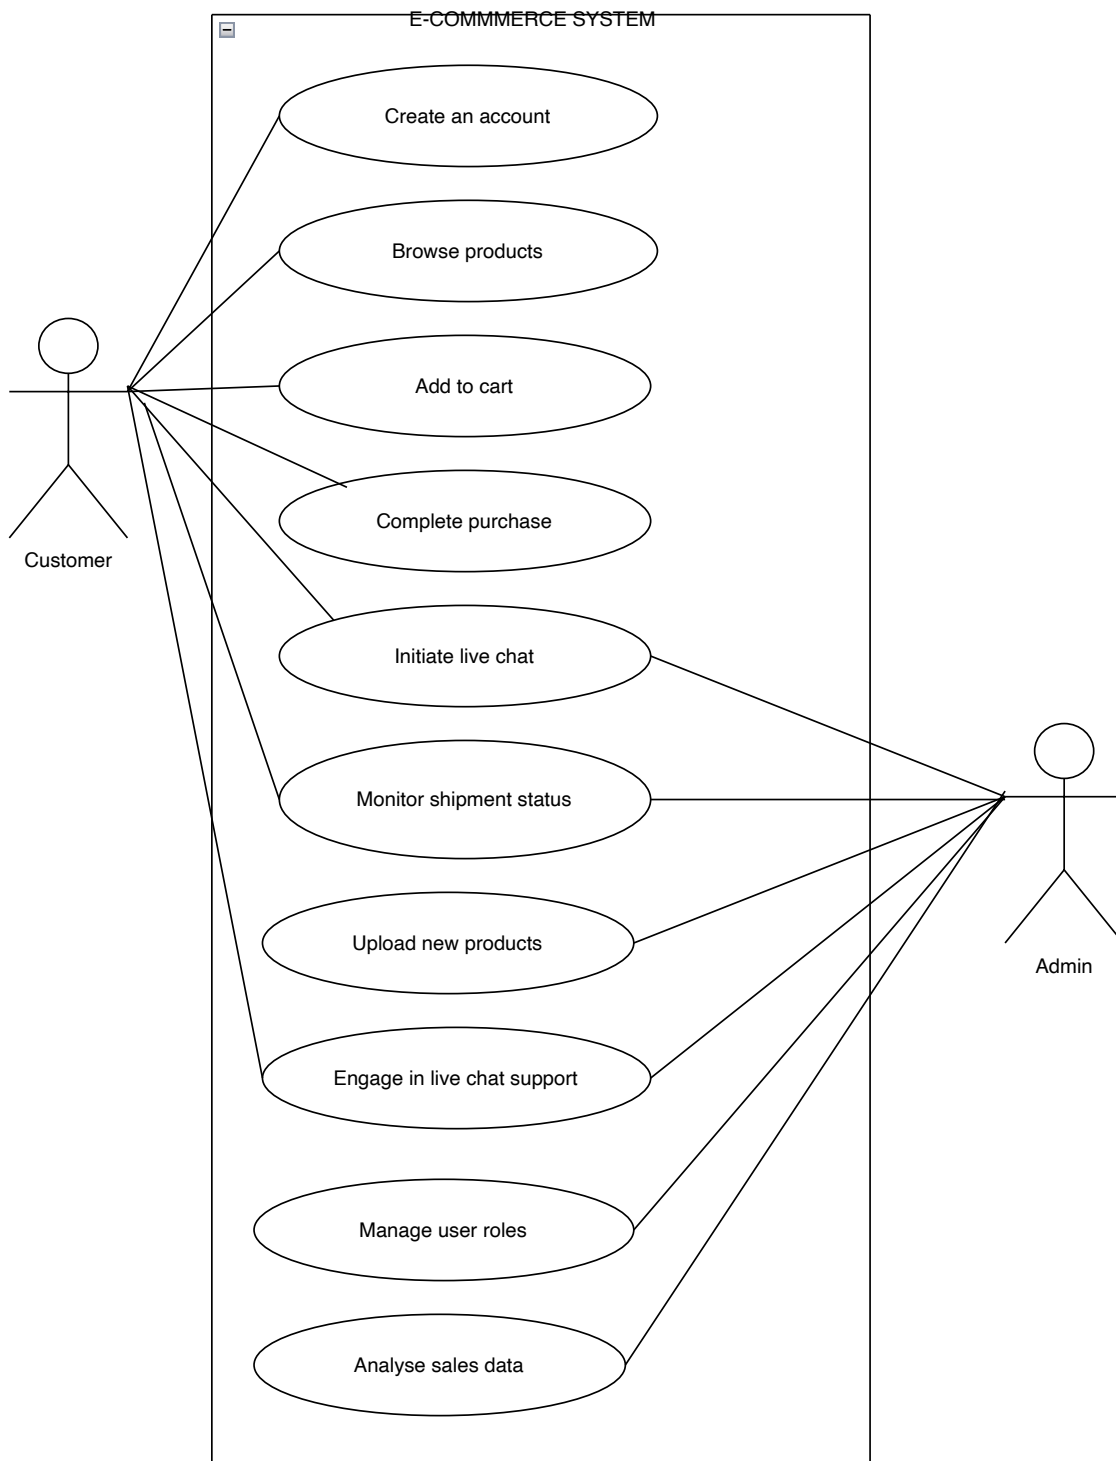 E-COMMMERCE SYSTEM
Create an account
Browse products
Add to cart
Complete purchase
Customer
Initiate live chat
Monitor shipment status
Upload new products
Admin
Engage in live chat support
Manage user roles
Analyse sales data